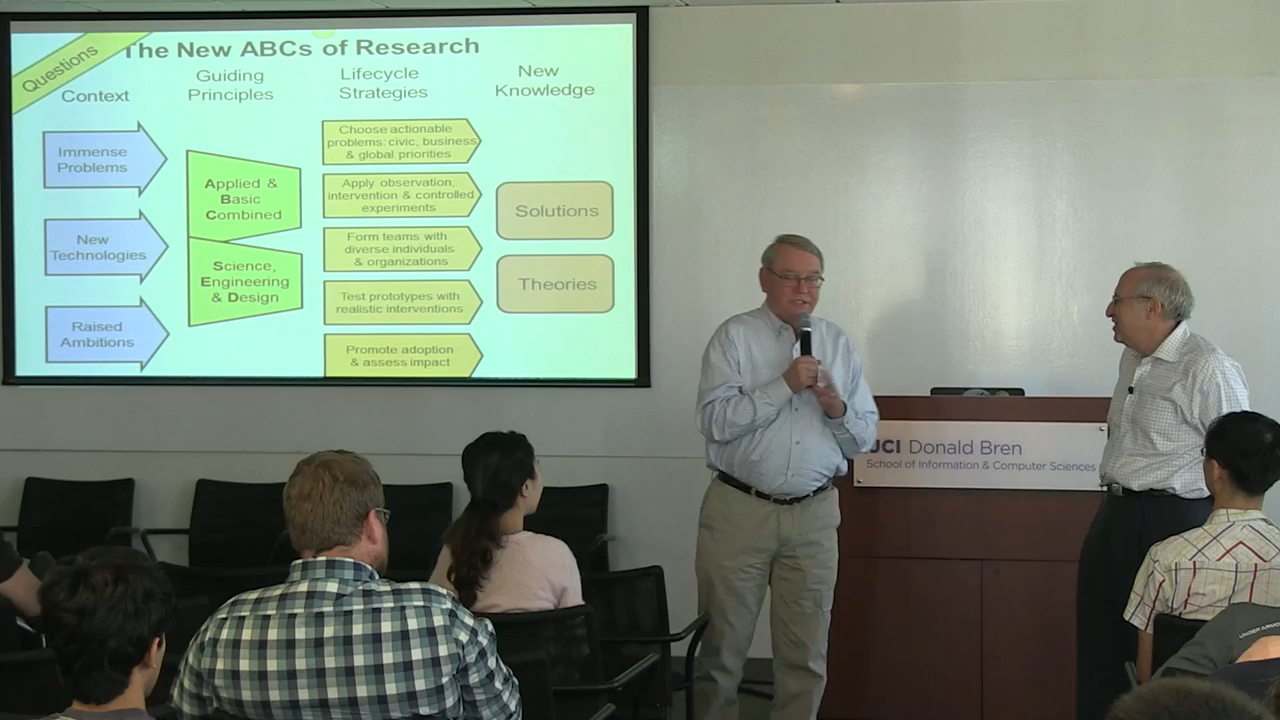 Questions
The New ABCs of Research
Context
Guiding
Principles
Lifecycle
Strategies
New
Knowledge
Immense
Problems
New
Technologies
Raised
Ambitions
Applied &
Basic
Combined
Science,
Engineering
& Design
Choose actionable
problems: civic, business
& global priorities
Apply observation,
intervention & controlled
experiments
Form teams with
diverse individuals
& organizations
Test prototypes with
realistic interventions
Promote adoption
& assess impact
Solutions
Theories
UCI Donald Bren
School of Information & Computer Sciences
UNDER ARMOUR